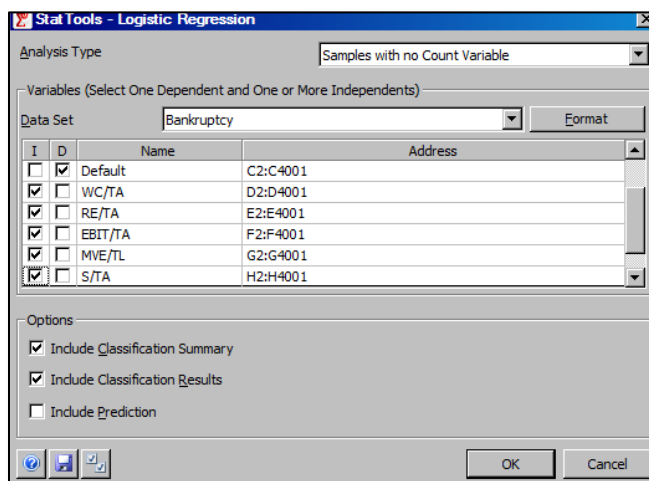 StatTools - Logistic Regression
Analysis Type Samples with no Count Variable
Variables (Select One Dependent and One or More Independents)
Data Set Bankruptcy Format
I D Name Address
Default C2:C4001
WC/TA D2:D4001
RE/TA E2:E4001
EBIT/TA F2:F4001
MVE/TL G2:G4001
S/TA H2:H4001
Options
Include Classification Summary
Include Classification Results
Include Prediction
OK Cancel